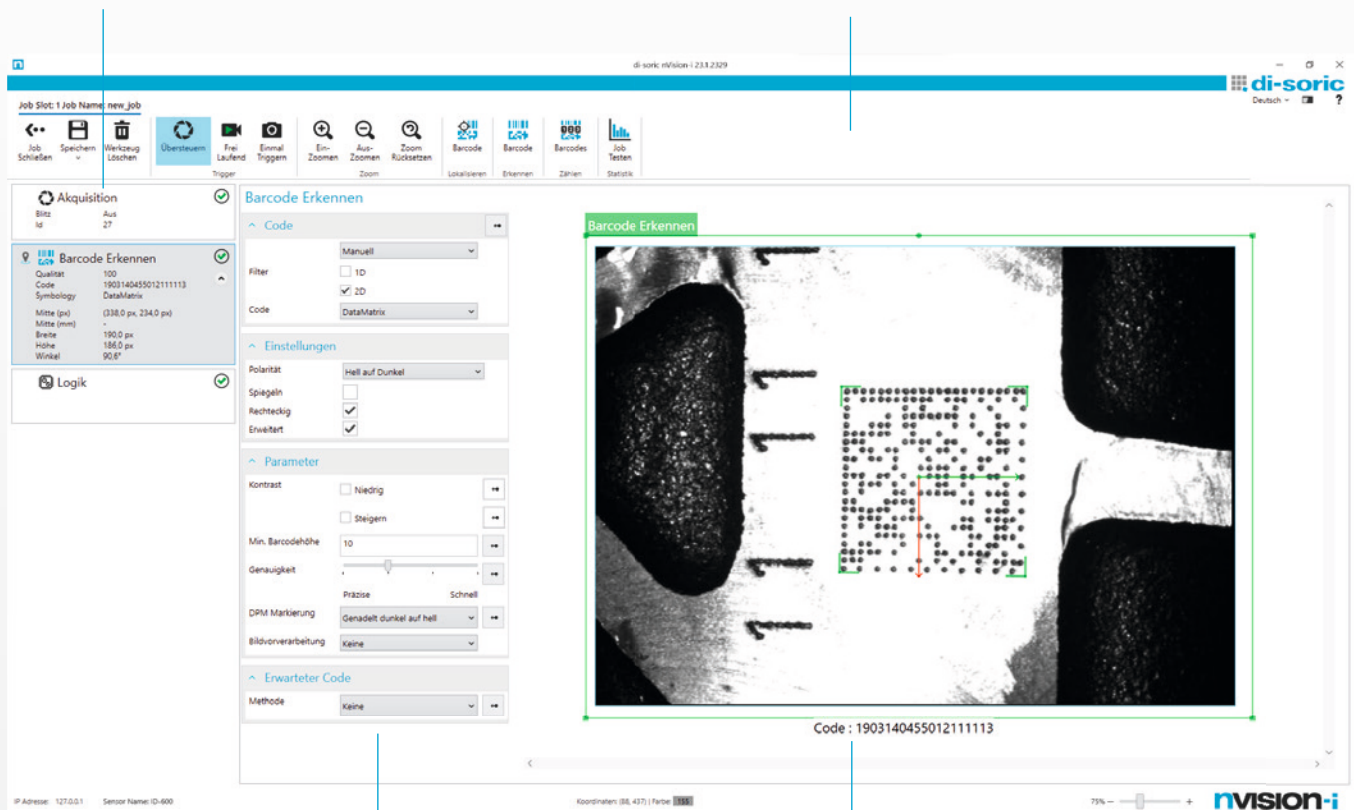 di-soric nVision-i 23.1.2329
di-soric
Job Slot: 1 Job Name: new_job
Deutsch
?
Job Schließen
Speichern
Werkzeug Löschen
Übersteuern
Frei Laufend
Einmal Triggern
Ein-Zoomen
Aus-Zoomen
Zoom Rücksetzen
Barcode
Barcode
Barcodes
Job Testen
Trigger
Zoom
Lokalisieren
Erkennen
Zählen
Statistik
Akquisition
Blitz Aus
Id 27
Barcode Erkennen
Qualität 100
Code 1903140455012111113
Symbology DataMatrix
Mitte (px) (338,0 px, 234,0 px)
Mitte (mm) -
Breite 190,0 px
Höhe 186,0 px
Winkel 90,6°
Logik
Barcode Erkennen
Code
Manuell
Filter 1D
2D
Code DataMatrix
Einstellungen
Polarität Hell auf Dunkel
Spiegeln
Rechteckig
Erweitert
Parameter
Kontrast Niedrig
Steigern
Min. Barcodehöhe 10
Genauigkeit
Präzise Schnell
DPM Markierung Genadelt dunkel auf hell
Bildvorverarbeitung Keine
Erwarteter Code
Methode Keine
Barcode Erkennen
1
1
1
1
1
Code : 1903140455012111113
IP Adresse: 127.0.0.1 Sensor Name: ID-600
Koordinaten: (88, 437) | Farbe: 155
75% - +
nvision-i